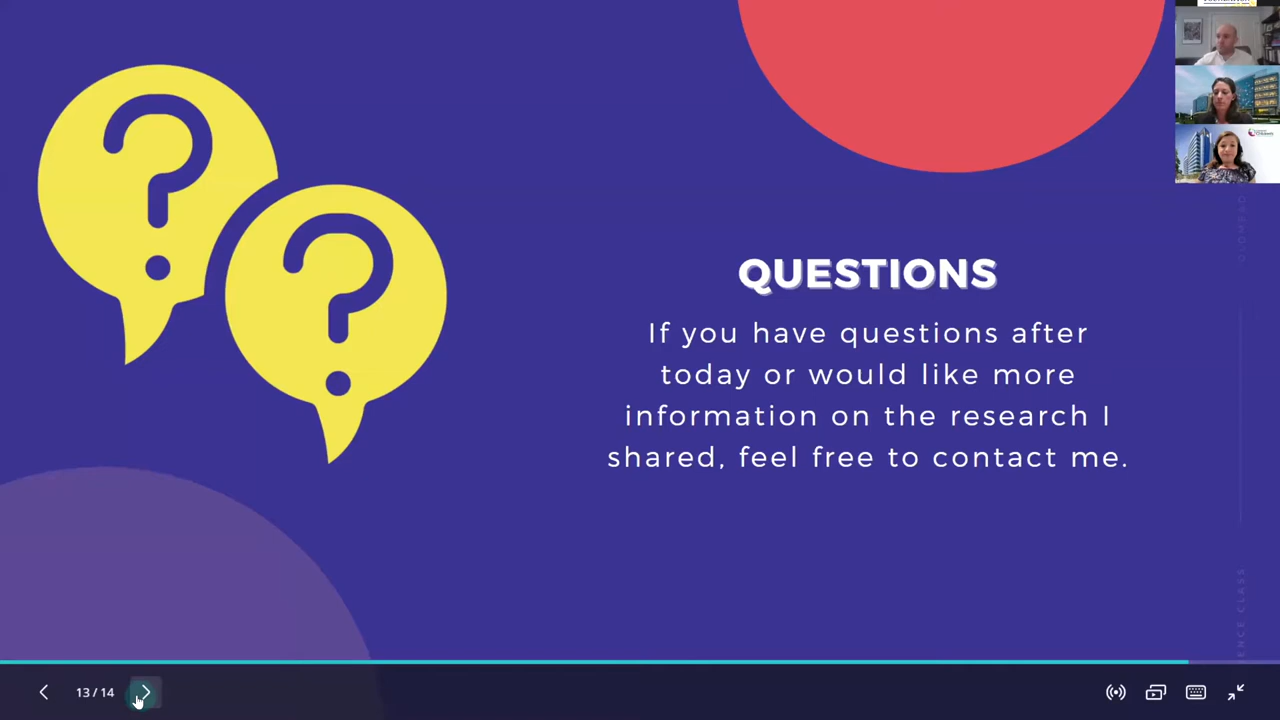 QUESTIONS
If you have questions after
today or would like more
information on the research I
shared, feel free to contact me.
13 / 14